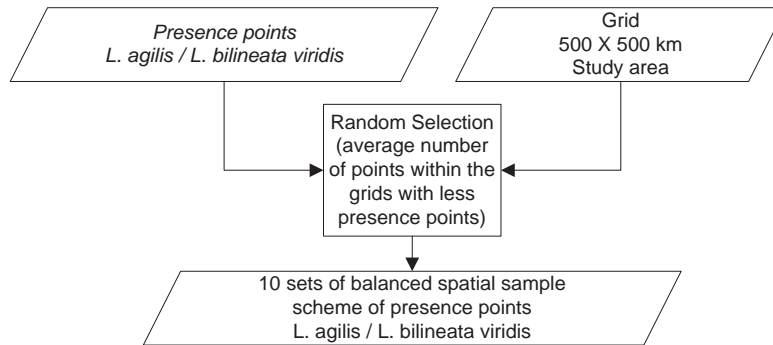 Presence points
L. agilis / L. bilineata viridis
Grid
500 X 500 km
Study area
Random Selection
(average number
of points within the
grids with less
presence points)
10 sets of balanced spatial sample
scheme of presence points
L. agilis / L. bilineata viridis